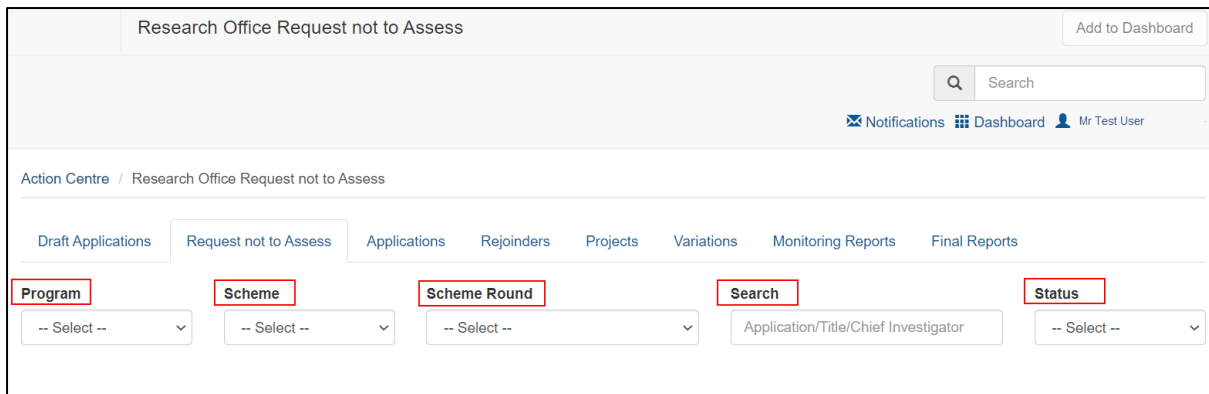 Research Office Request not to Assess
Add to Dashboard
Search
Notifications Dashboard Mr Test User
Action Centre / Research Office Request not to Assess
Draft Applications Request not to Assess Applications Rejoinders Projects Variations Monitoring Reports Final Reports
Program Scheme Scheme Round Search Status
-- Select -- -- Select -- -- Select -- Application/Title/Chief Investigator -- Select --